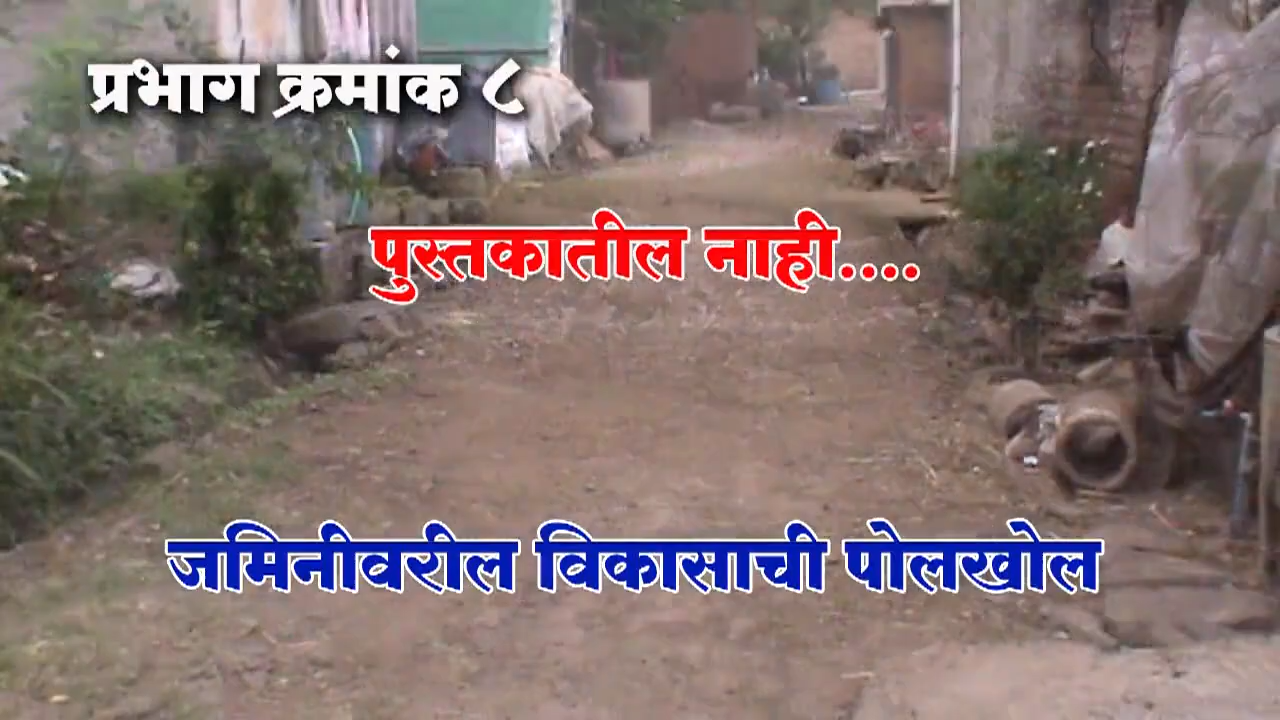 प्रभाग क्रमांक ८
पुस्तकातील नाही....
जमिनीवरील विकासाची पोलखोल